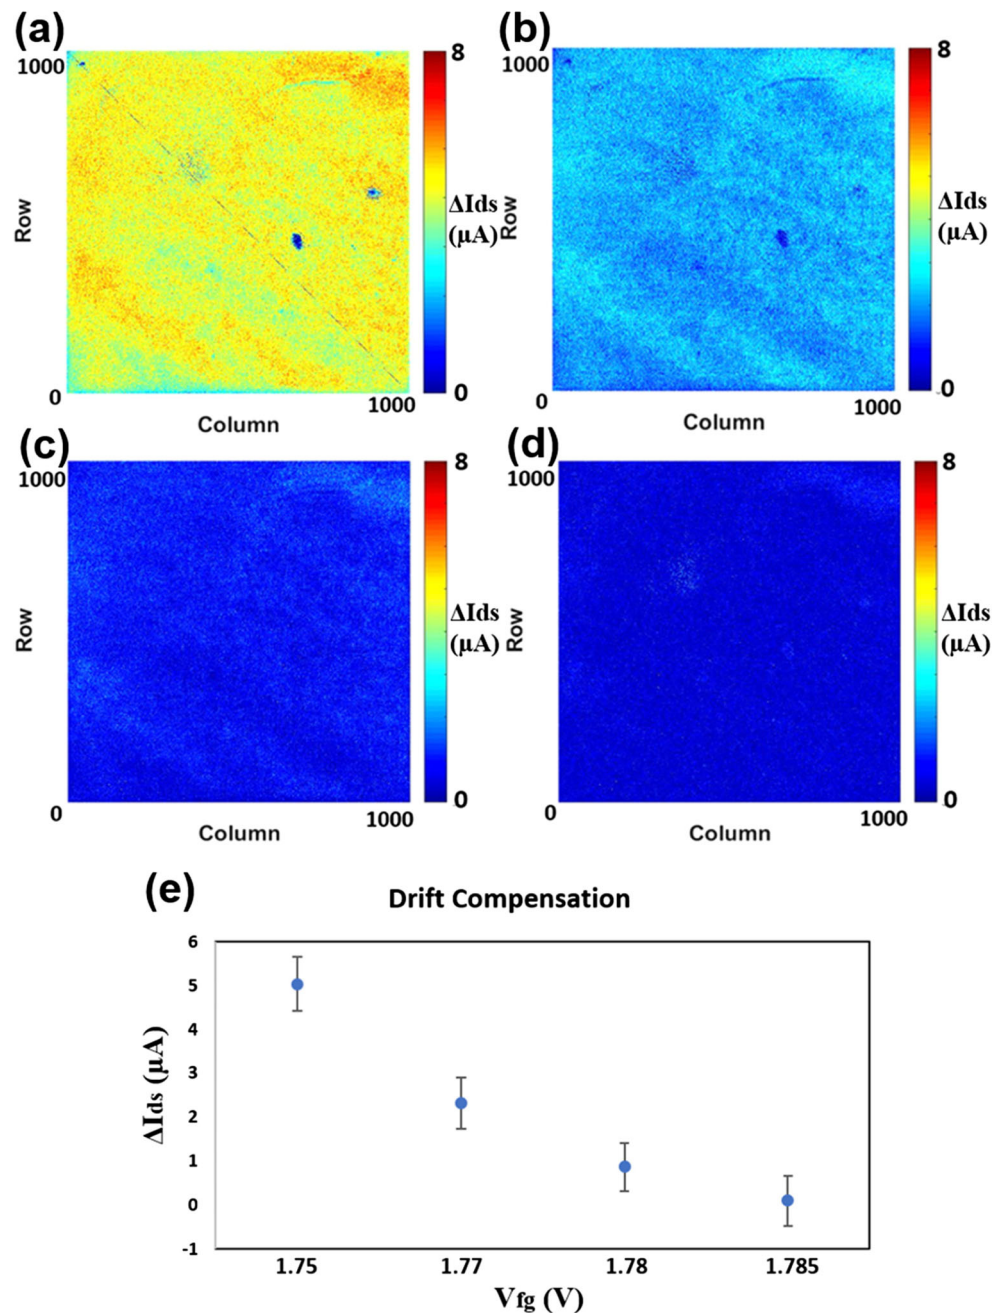 (a)
1000
Row
0
Column
1000
8
ΔIds
(μA)
0
(b)
1000
Row
0
Column
1000
8
ΔIds
(μA)
0
(c)
1000
Row
0
Column
1000
8
ΔIds
(μA)
0
(d)
1000
Row
0
Column
1000
8
ΔIds
(μA)
0
(e)
Drift Compensation
ΔIds (μA)
6
5
4
3
2
1
0
-1
1.75 1.77 1.78 1.785
Vfg (V)